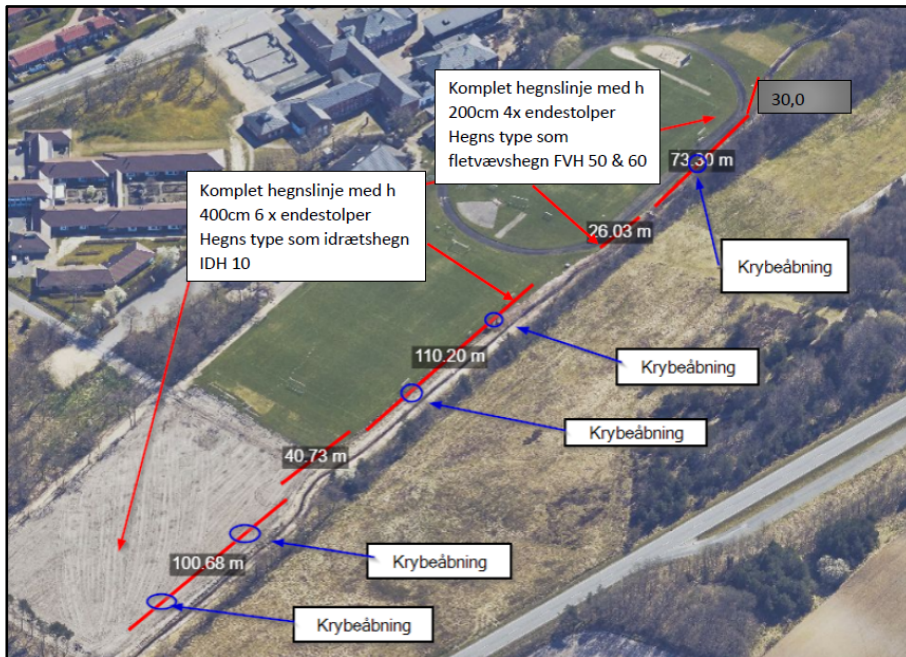 Komplet hegnslinje med h
200cm 4x endestolper
Hegns type som
fletvævshegn FVH 50 & 60
30,0
73.30 m
Komplet hegnslinje med h
400cm 6 x endestolper
Hegns type som idrætshegn
IDH 10
26.03 m
Krybeåbning
110.20 m
Krybeåbning
Krybeåbning
40.73 m
100.68 m
Krybeåbning
Krybeåbning